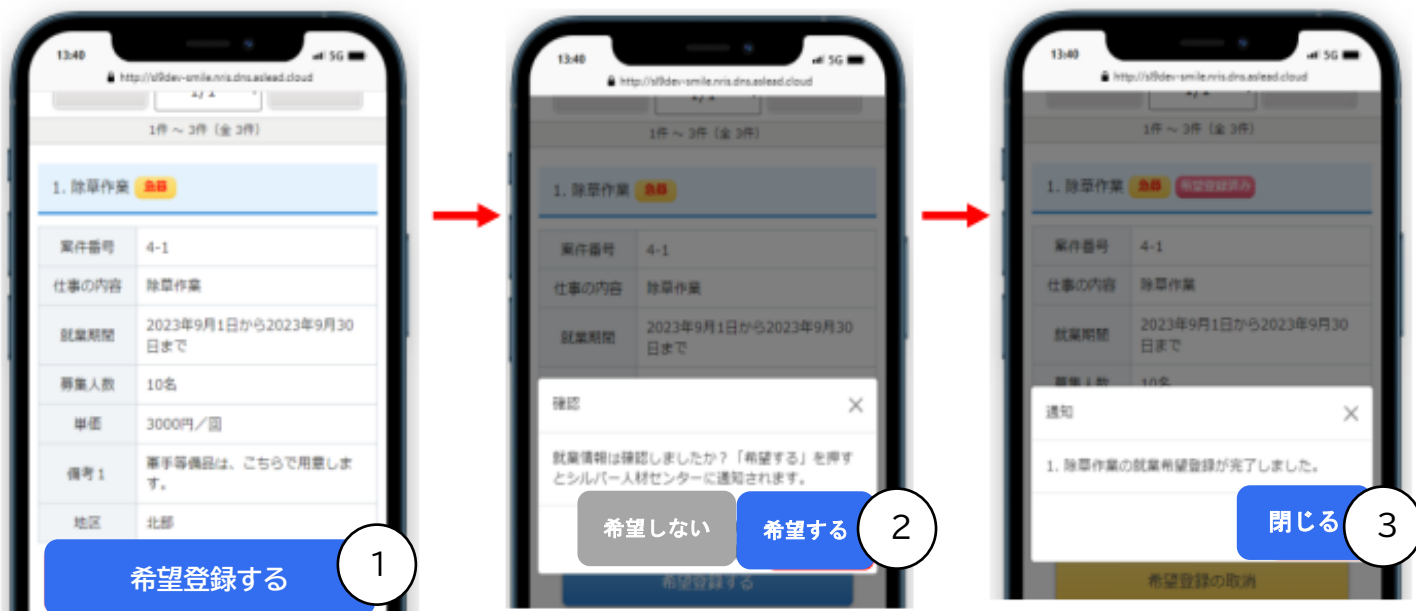 13:40
5G
http://sl9dev-smile.nris.dns.aslead.cloud
1/1
1件 ～ 3件（全 3件）
1. 除草作業 急募
案件番号 4-1
仕事の内容 除草作業
就業期間 2023年9月1日から2023年9月30
日まで
募集人数 10名
単価 3000円／回
備考1 軍手等備品は、こちらで用意しま
す。
地区 北部
希望登録する
1
13:40
5G
http://sl9dev-smile.nris.dns.aslead.cloud
1/1
1件 ～ 3件（全 3件）
1. 除草作業 急募
案件番号 4-1
仕事の内容 除草作業
就業期間 2023年9月1日から2023年9月30
日まで
確認 ×
就業情報は確認しましたか？「希望する」を押す
とシルバー人材センターに通知されます。
希望しない 希望する
2
希望登録する
13:40
5G
http://sl9dev-smile.nris.dns.aslead.cloud
1件 ～ 3件（全 3件）
1. 除草作業 急募 希望登録済み
案件番号 4-1
仕事の内容 除草作業
就業期間 2023年9月1日から2023年9月30
日まで
募集人数 10名
通知 ×
1. 除草作業の就業希望登録が完了しました。
閉じる
3
希望登録の取消